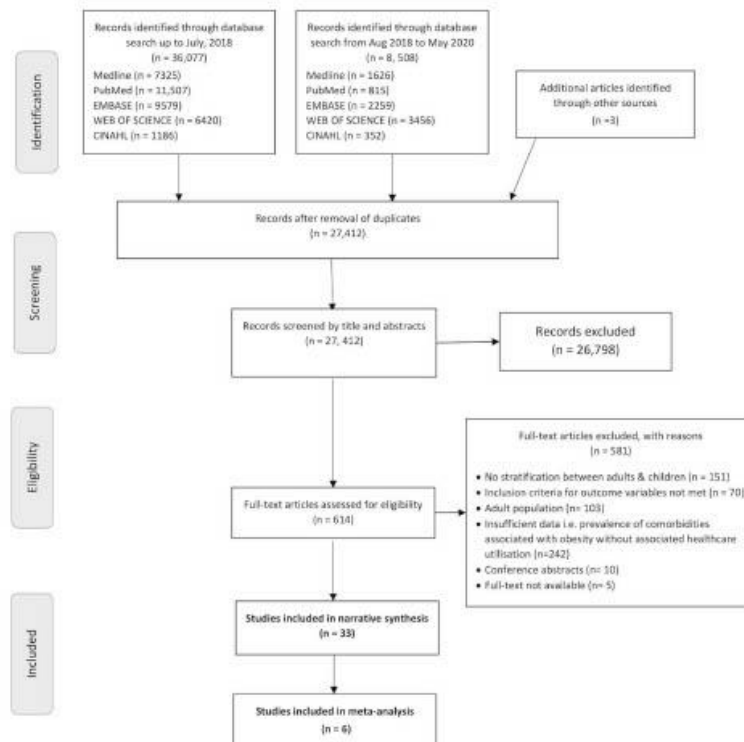 Identification
Records identified through database
search up to July, 2018
(n = 36,077)
Medline = 7325)
PubMed = 11,507)
EMBASE = 9579)
WEB OF SCIENCE = 6420)
CINAHL = 1186)
Records identified through database
search from Aug 2018 to May 2020
(n = 8, 508)
Medline = 1626)
PubMed = 815)
EMBASE = 2259)
WEB OF SCIENCE = 3456)
CINAHL = 352)
Additional articles identified
through other sources
(n =3)
Records after removal of duplicates
(n = 27,412)
Screening
Records screened by title and abstracts
(n = 27, 412)
Records excluded
(n = 26,798)
Eligibility
Full-text articles assessed for eligibility
(n = 614)
Full-text articles excluded, with reasons
(n = 581)
• No stratification between adults & children (n = 151)
• Inclusion criteria for outcome variables not met (n = 70)
• Adult population (n= 103)
• Insufficient data i.e. prevalence of comorbidities
associated with obesity without associated healthcare
utilisation (n=242)
• Conference abstracts (n= 10)
• Full-text not available (n= 5)
Included
Studies included in narrative synthesis
(n = 33)
Studies included in meta-analysis
(n = 6)